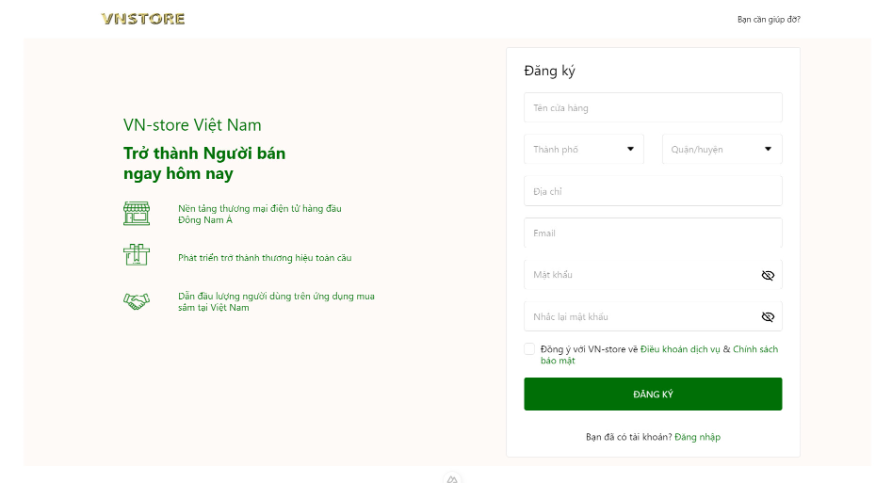 VNSTORE
Bạn cần giúp đỡ?
VN-store Việt Nam
Trở thành Người bán
ngay hôm nay
Nền tảng thương mại điện tử hàng đầu
Đông Nam Á
Phát triển trở thành thương hiệu toàn cầu
Dẫn đầu lượng người dùng trên ứng dụng mua
sắm tại Việt Nam
Đăng ký
Tên cửa hàng
Thành phố
Quận/huyện
Địa chỉ
Email
Mật khẩu
Nhắc lại mật khẩu
Đồng ý với VN-store về Điều khoản dịch vụ & Chính sách
bảo mật
ĐĂNG KÝ
Bạn đã có tài khoản? Đăng nhập